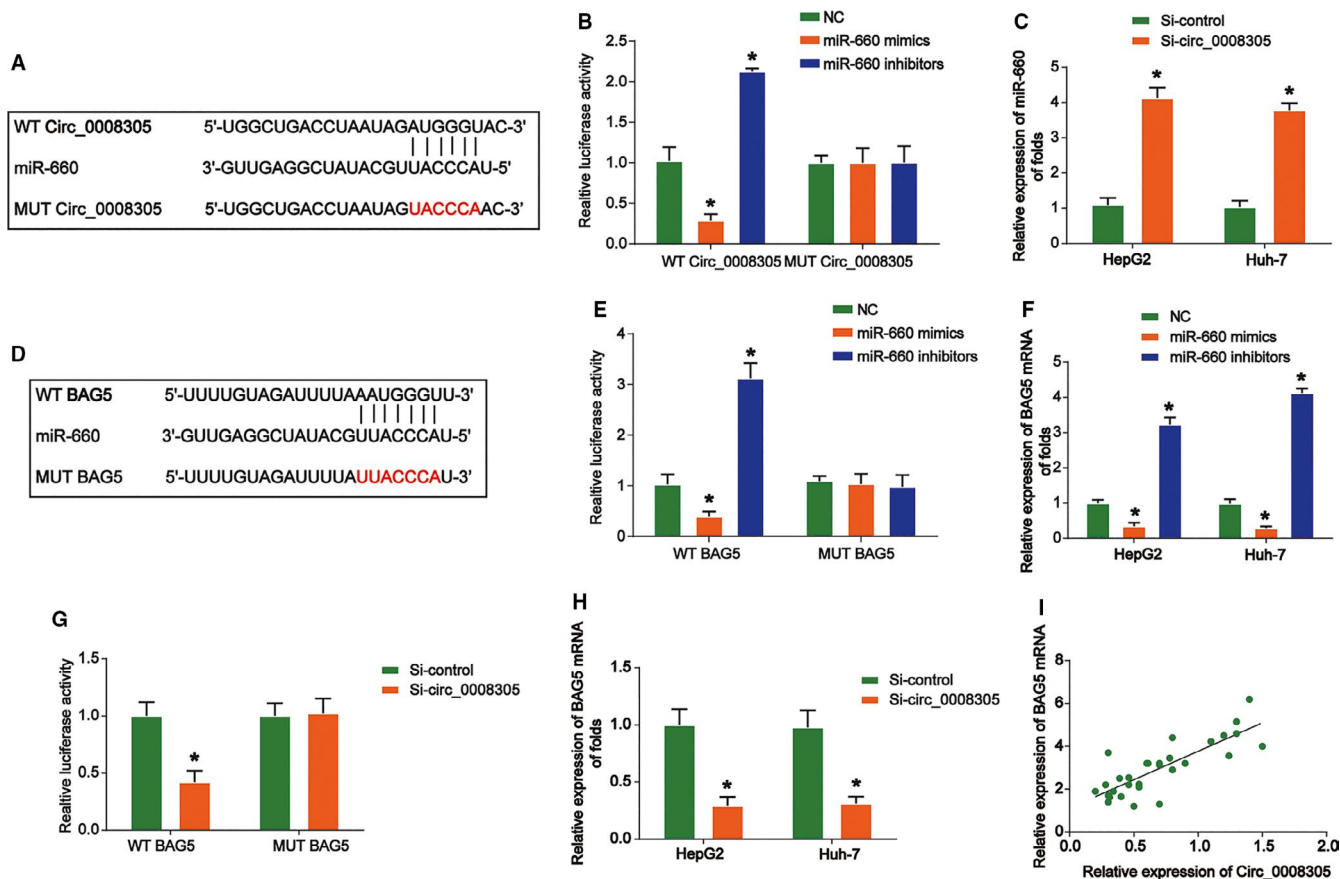 A
WT Circ_0008305 5'-UGGCUGACCUAAUAGAUGGGUAC-3'
miR-660 3'-GUUGAGGCUAUACGUUACCCAU-5'
MUT Circ_0008305 5'-UGGCUGACCUAAUAGUACCCAAC-3'
B
NC
miR-660 mimics
miR-660 inhibitors
Realtive luciferase activity
2.5
2.0
1.5
1.0
0.5
0.0
*
*
WT Circ_0008305 MUT Circ_0008305
C
Si-control
Si-circ_0008305
Relative expression of miR-660
of folds
5
4
3
2
1
0
*
*
HepG2 Huh-7
D
WT BAG5 5'-UUUUGUAGAUUUUAAAUGGGUU-3'
miR-660 3'-GUUGAGGCUAUACGUUACCCAU-5'
MUT BAG5 5'-UUUUGUAGAUUUUAUUACCCAU-3'
E
NC
miR-660 mimics
miR-660 inhibitors
Realtive luciferase activity
4
3
2
1
0
*
*
WT BAG5 MUT BAG5
F
NC
miR-660 mimics
miR-660 inhibitors
Relative expression of BAG5 mRNA
of folds
5
4
3
2
1
0
*
*
*
*
HepG2 Huh-7
G
Si-control
Si-circ_0008305
Realtive luciferase activity
1.5
1.0
0.5
0.0
*
WT BAG5 MUT BAG5
H
Si-control
Si-circ_0008305
Relative expression of BAG5 mRNA
of folds
1.5
1.0
0.5
0.0
*
*
HepG2 Huh-7
I
Relative expression of BAG5 mRNA
8
6
4
2
0
0.0 0.5 1.0 1.5 2.0
Relative expression of Circ_0008305